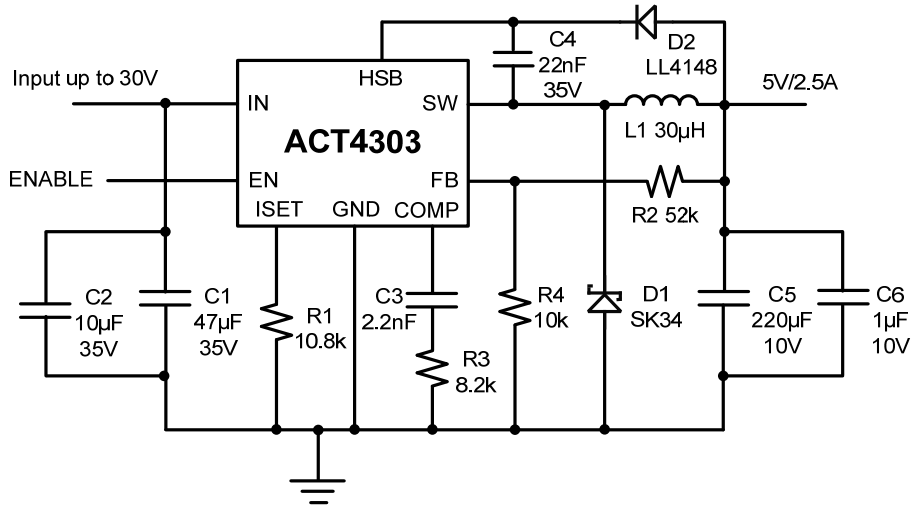 C4
22nF
35V
D2
LL4148
Input up to 30V
HSB
5V/2.5A
IN
SW
L1 30µH
ACT4303
ENABLE
EN
FB
ISET
GND
COMP
R2 52k
C2
10µF
35V
C1
47µF
35V
R1
10.8k
C3
2.2nF
R3
8.2k
R4
10k
D1
SK34
C5
220µF
10V
C6
1µF
10V